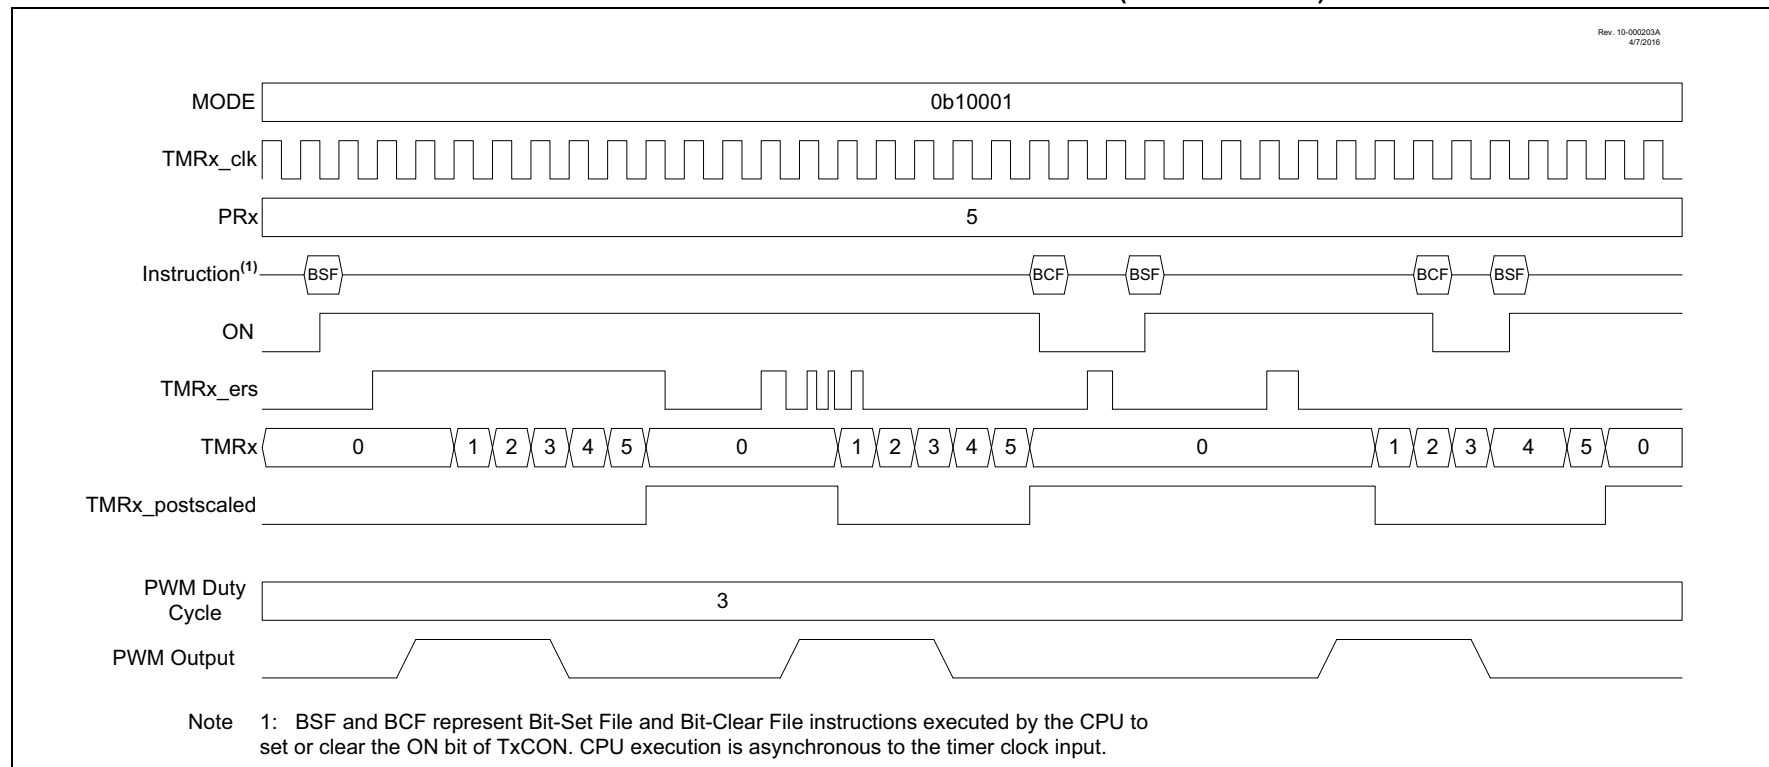 Rev. 10-000203A
4/7/2016
MODE 0b10001
TMRx_clk
PRx 5
Instruction(1) BSF BCF BSF BCF BSF
ON
TMRx_ers
TMRx 0 1 2 3 4 5 0 1 2 3 4 5 0 1 2 3 4 5 0
TMRx_postscaled
PWM Duty
Cycle 3
PWM Output
Note 1: BSF and BCF represent Bit-Set File and Bit-Clear File instructions executed by the CPU to
set or clear the ON bit of TxCON. CPU execution is asynchronous to the timer clock input.